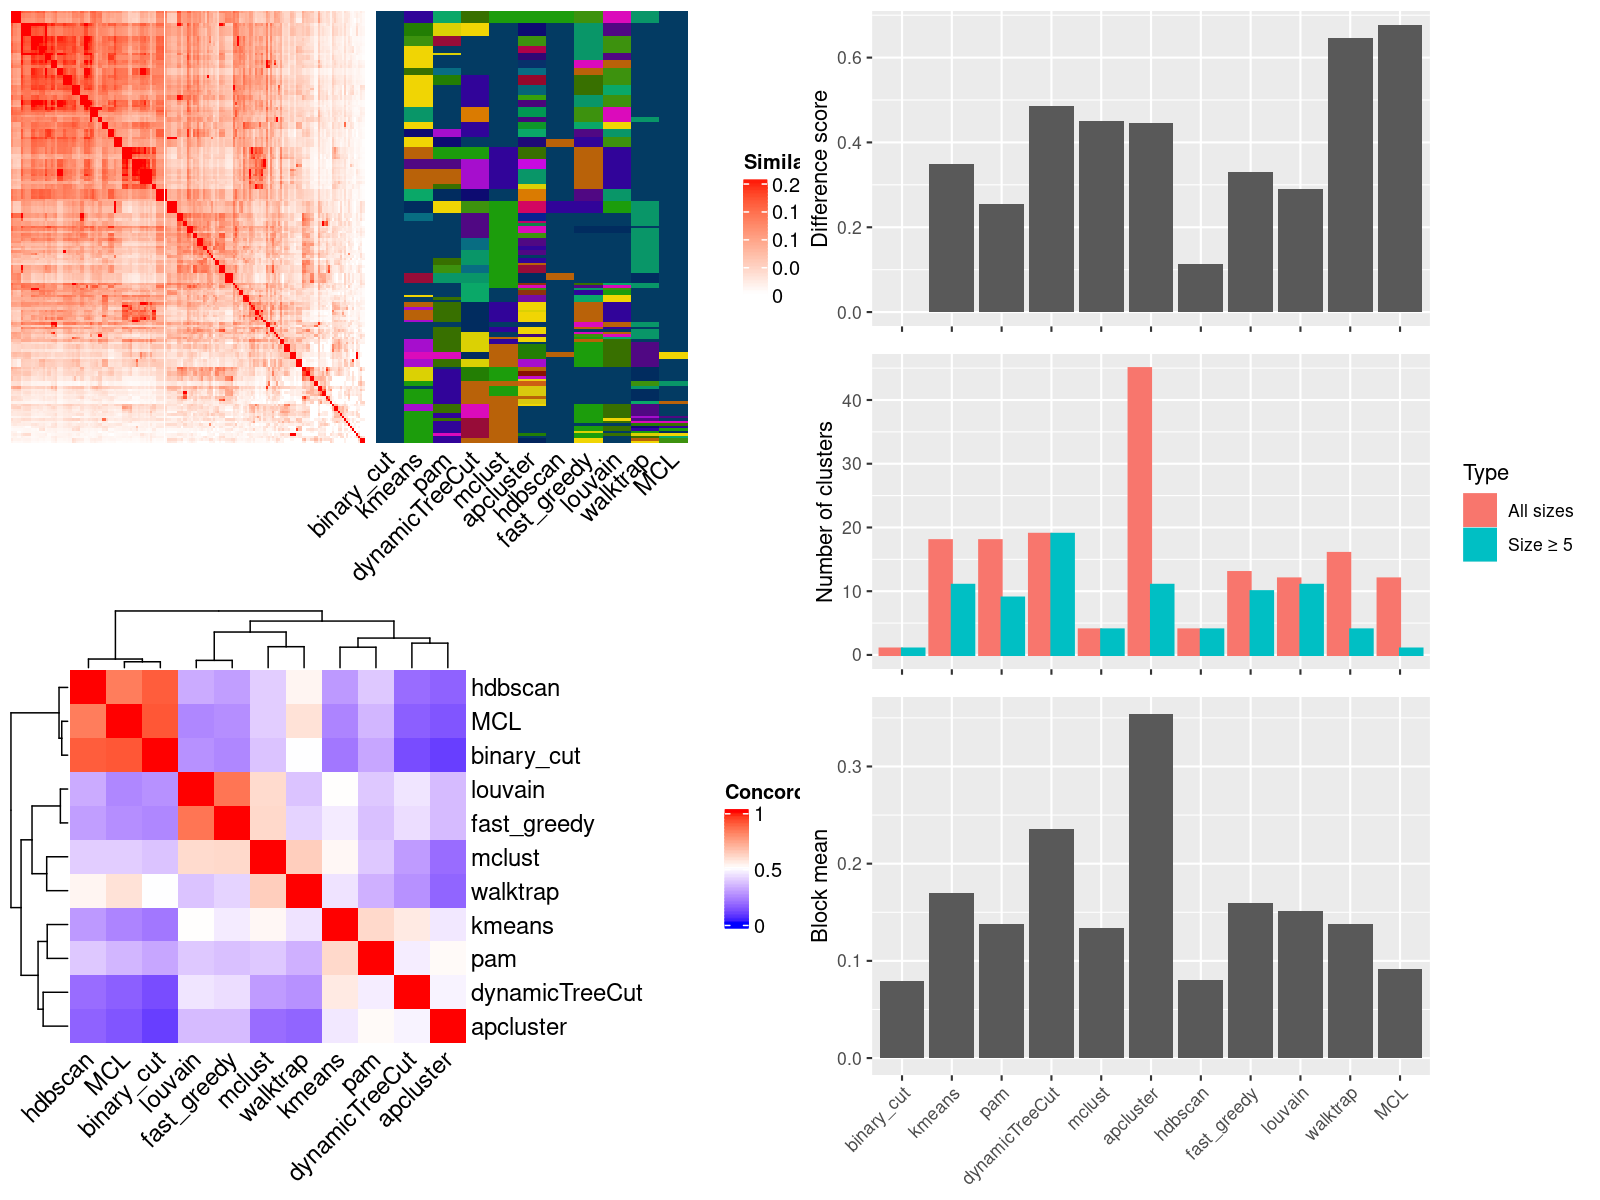 Simila
0.2
0.1
0.1
0.0
0
binary_cut
kmeans
pam
dynamicTreeCut
mclust
apcluster
hdbscan
fast_greedy
louvain
walktrap
MCL
hdbscan
MCL
binary_cut
louvain
fast_greedy
mclust
walktrap
kmeans
pam
dynamicTreeCut
apcluster
hdbscan
MCL
binary_cut
louvain
fast_greedy
mclust
walktrap
kmeans
pam
dynamicTreeCut
apcluster
Concord
1
0.5
0
Difference score
0.6
0.4
0.2
0.0
Number of clusters
40
30
20
10
0
Type
All sizes
Size ≥ 5
Block mean
0.3
0.2
0.1
0.0
binary_cut
kmeans
pam
dynamicTreeCut
mclust
apcluster
hdbscan
fast_greedy
louvain
walktrap
MCL